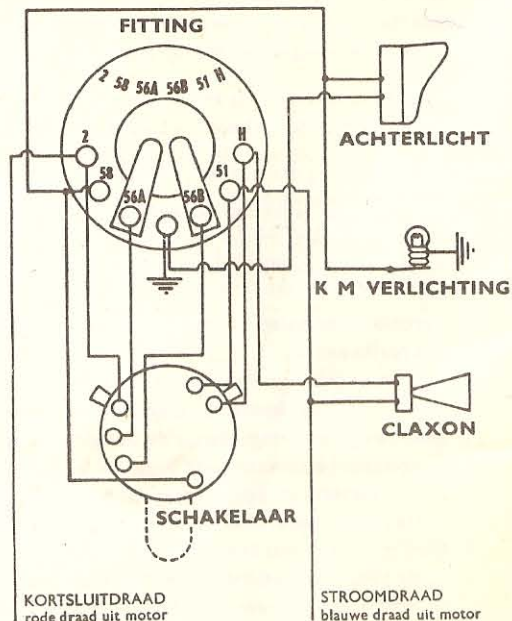 FITTING
2 58 56A 56B 51 H
2
58
56A
56B
51
H
ACHTERLICHT
K M VERLICHTING
CLAXON
SCHAKELAAR
KORTSLUITDRAAD
rode draad uit motor
STROOMDRAAD
blauwe draad uit motor